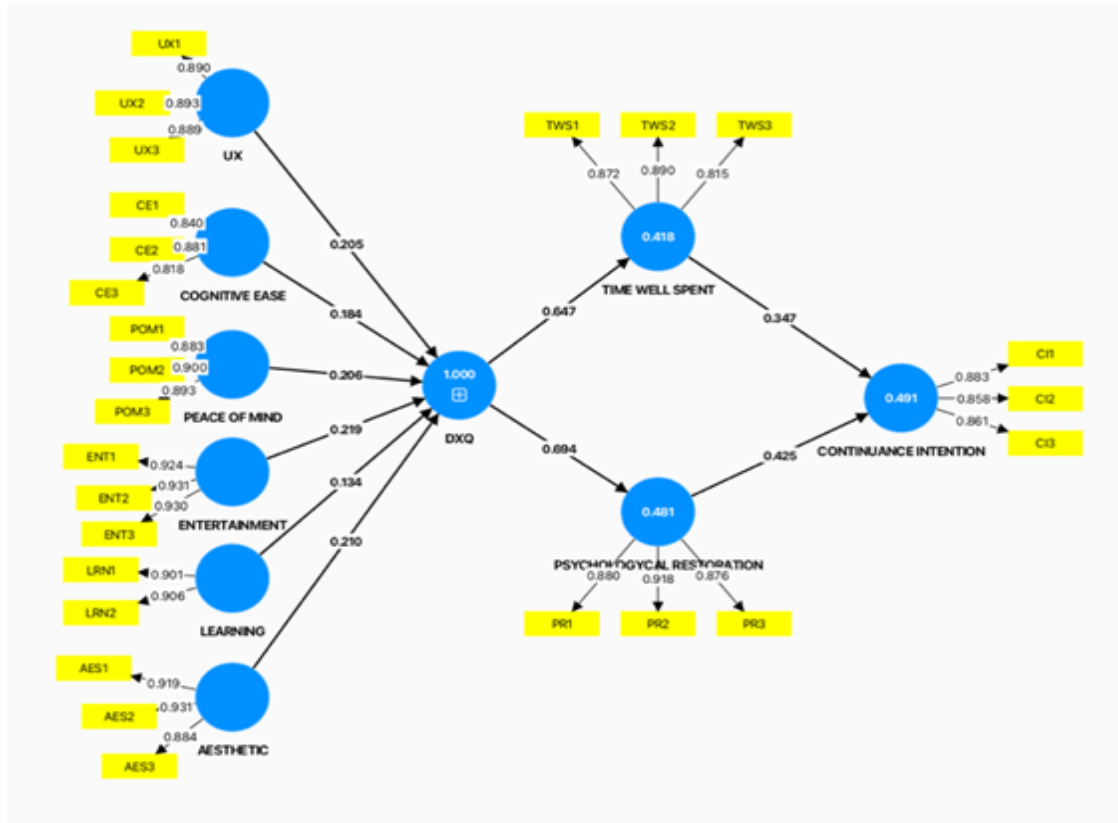 UX1
0.890
UX2
0.893
0.889
UX3
UX
CE1
0.840
CE2
0.881
0.818
CE3
COGNITIVE EASE
POM1
0.883
POM2
0.900
0.893
POM3
PEACE OF MIND
ENT1
0.924
0.931
ENT2
0.930
ENT3
ENTERTAINMENT
LRN1
0.901
0.906
LRN2
LEARNING
AES1
0.919
0.931
AES2
0.884
AES3
AESTHETIC
0.205
0.184
0.206
0.219
0.134
0.210
1.000
DXQ
0.647
0.694
TWS1
TWS2
TWS3
0.872
0.890
0.815
0.418
TIME WELL SPENT
0.481
PSYCHOLOGYCAL RESTORATION
0.880
0.918
0.876
PR1
PR2
PR3
0.347
0.425
0.491
CONTINUANCE INTENTION
0.883
CI1
0.858
CI2
0.861
CI3